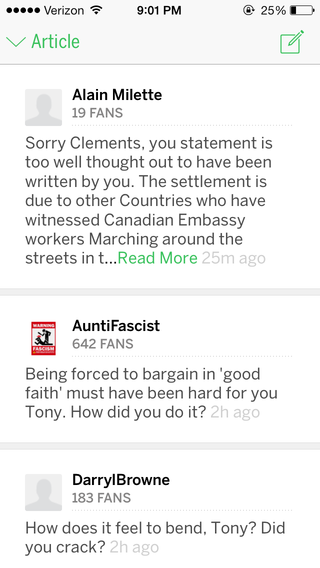 Verizon 9:01 PM 25%
Article
Alain Milette
19 FANS
Sorry Clements, you statement is
too well thought out to have been
written by you. The settlement is
due to other Countries who have
witnessed Canadian Embassy
workers Marching around the
streets in t...Read More 25m ago
WARNING
FASCISM
AuntiFascist
642 FANS
Being forced to bargain in 'good
faith' must have been hard for you
Tony. How did you do it? 2h ago
DarrylBrowne
183 FANS
How does it feel to bend, Tony? Did
you crack? 2h ago